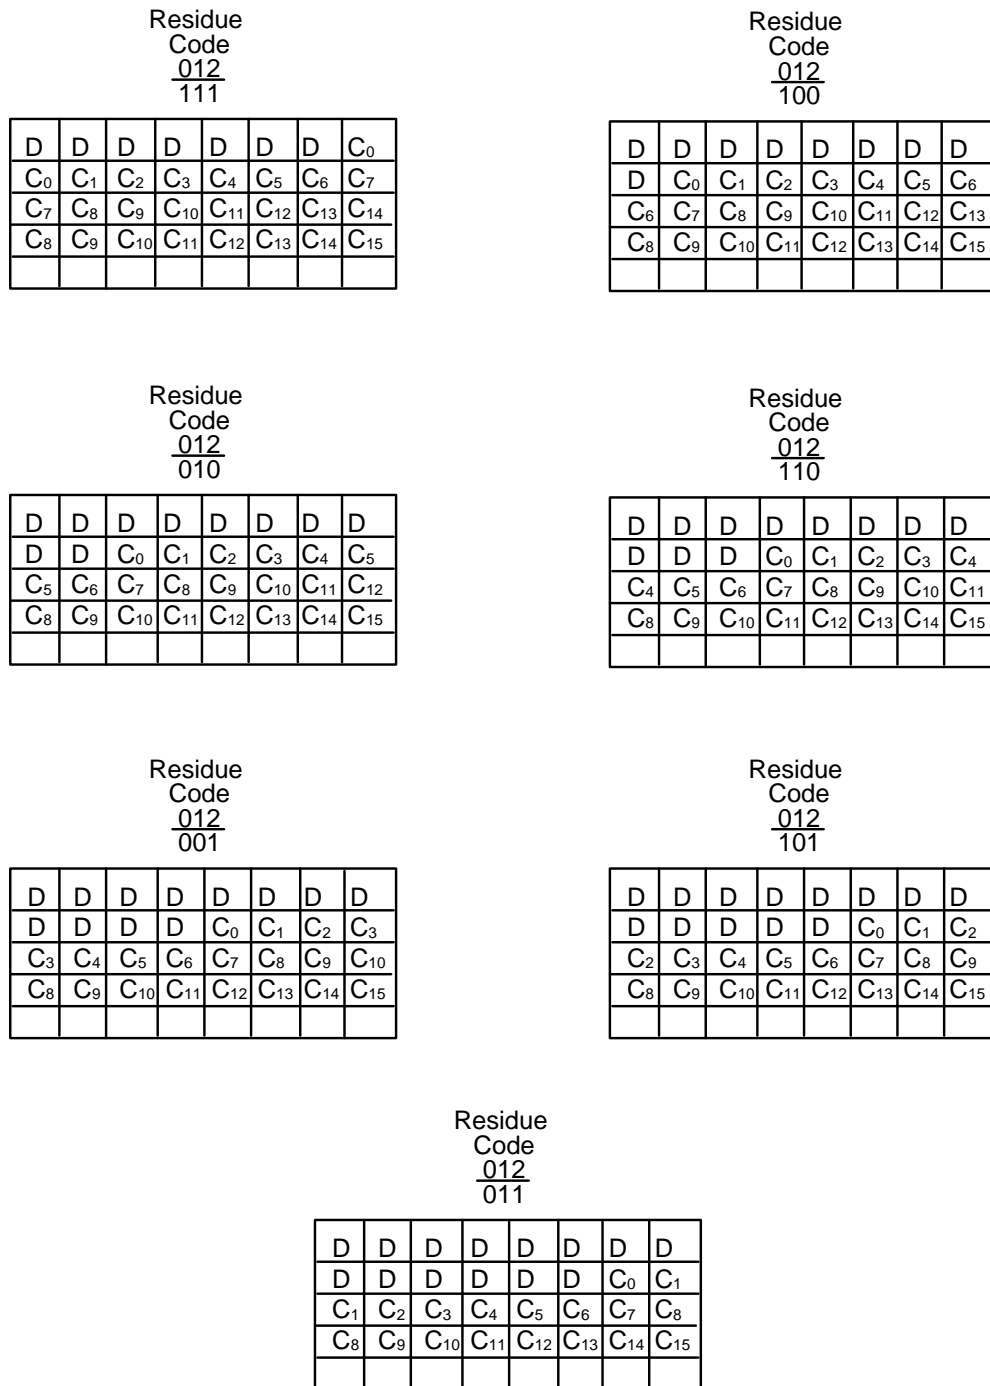 Residue
Code
012
111
D D D D D D D C₀
C₀ C₁ C₂ C₃ C₄ C₅ C₆ C₇
C₇ C₈ C₉ C₁₀ C₁₁ C₁₂ C₁₃ C₁₄
C₈ C₉ C₁₀ C₁₁ C₁₂ C₁₃ C₁₄ C₁₅
Residue
Code
012
100
D D D D D D D D
D C₀ C₁ C₂ C₃ C₄ C₅ C₆
C₆ C₇ C₈ C₉ C₁₀ C₁₁ C₁₂ C₁₃
C₈ C₉ C₁₀ C₁₁ C₁₂ C₁₃ C₁₄ C₁₅
Residue
Code
012
010
D D D D D D D D
D D C₀ C₁ C₂ C₃ C₄ C₅
C₅ C₆ C₇ C₈ C₉ C₁₀ C₁₁ C₁₂
C₈ C₉ C₁₀ C₁₁ C₁₂ C₁₃ C₁₄ C₁₅
Residue
Code
012
110
D D D D D D D D
D D D C₀ C₁ C₂ C₃ C₄
C₄ C₅ C₆ C₇ C₈ C₉ C₁₀ C₁₁
C₈ C₉ C₁₀ C₁₁ C₁₂ C₁₃ C₁₄ C₁₅
Residue
Code
012
001
D D D D D D D D
D D D D C₀ C₁ C₂ C₃
C₃ C₄ C₅ C₆ C₇ C₈ C₉ C₁₀
C₈ C₉ C₁₀ C₁₁ C₁₂ C₁₃ C₁₄ C₁₅
Residue
Code
012
101
D D D D D D D D
D D D D D C₀ C₁ C₂
C₂ C₃ C₄ C₅ C₆ C₇ C₈ C₉
C₈ C₉ C₁₀ C₁₁ C₁₂ C₁₃ C₁₄ C₁₅
Residue
Code
012
011
D D D D D D D D
D D D D D D C₀ C₁
C₁ C₂ C₃ C₄ C₅ C₆ C₇ C₈
C₈ C₉ C₁₀ C₁₁ C₁₂ C₁₃ C₁₄ C₁₅